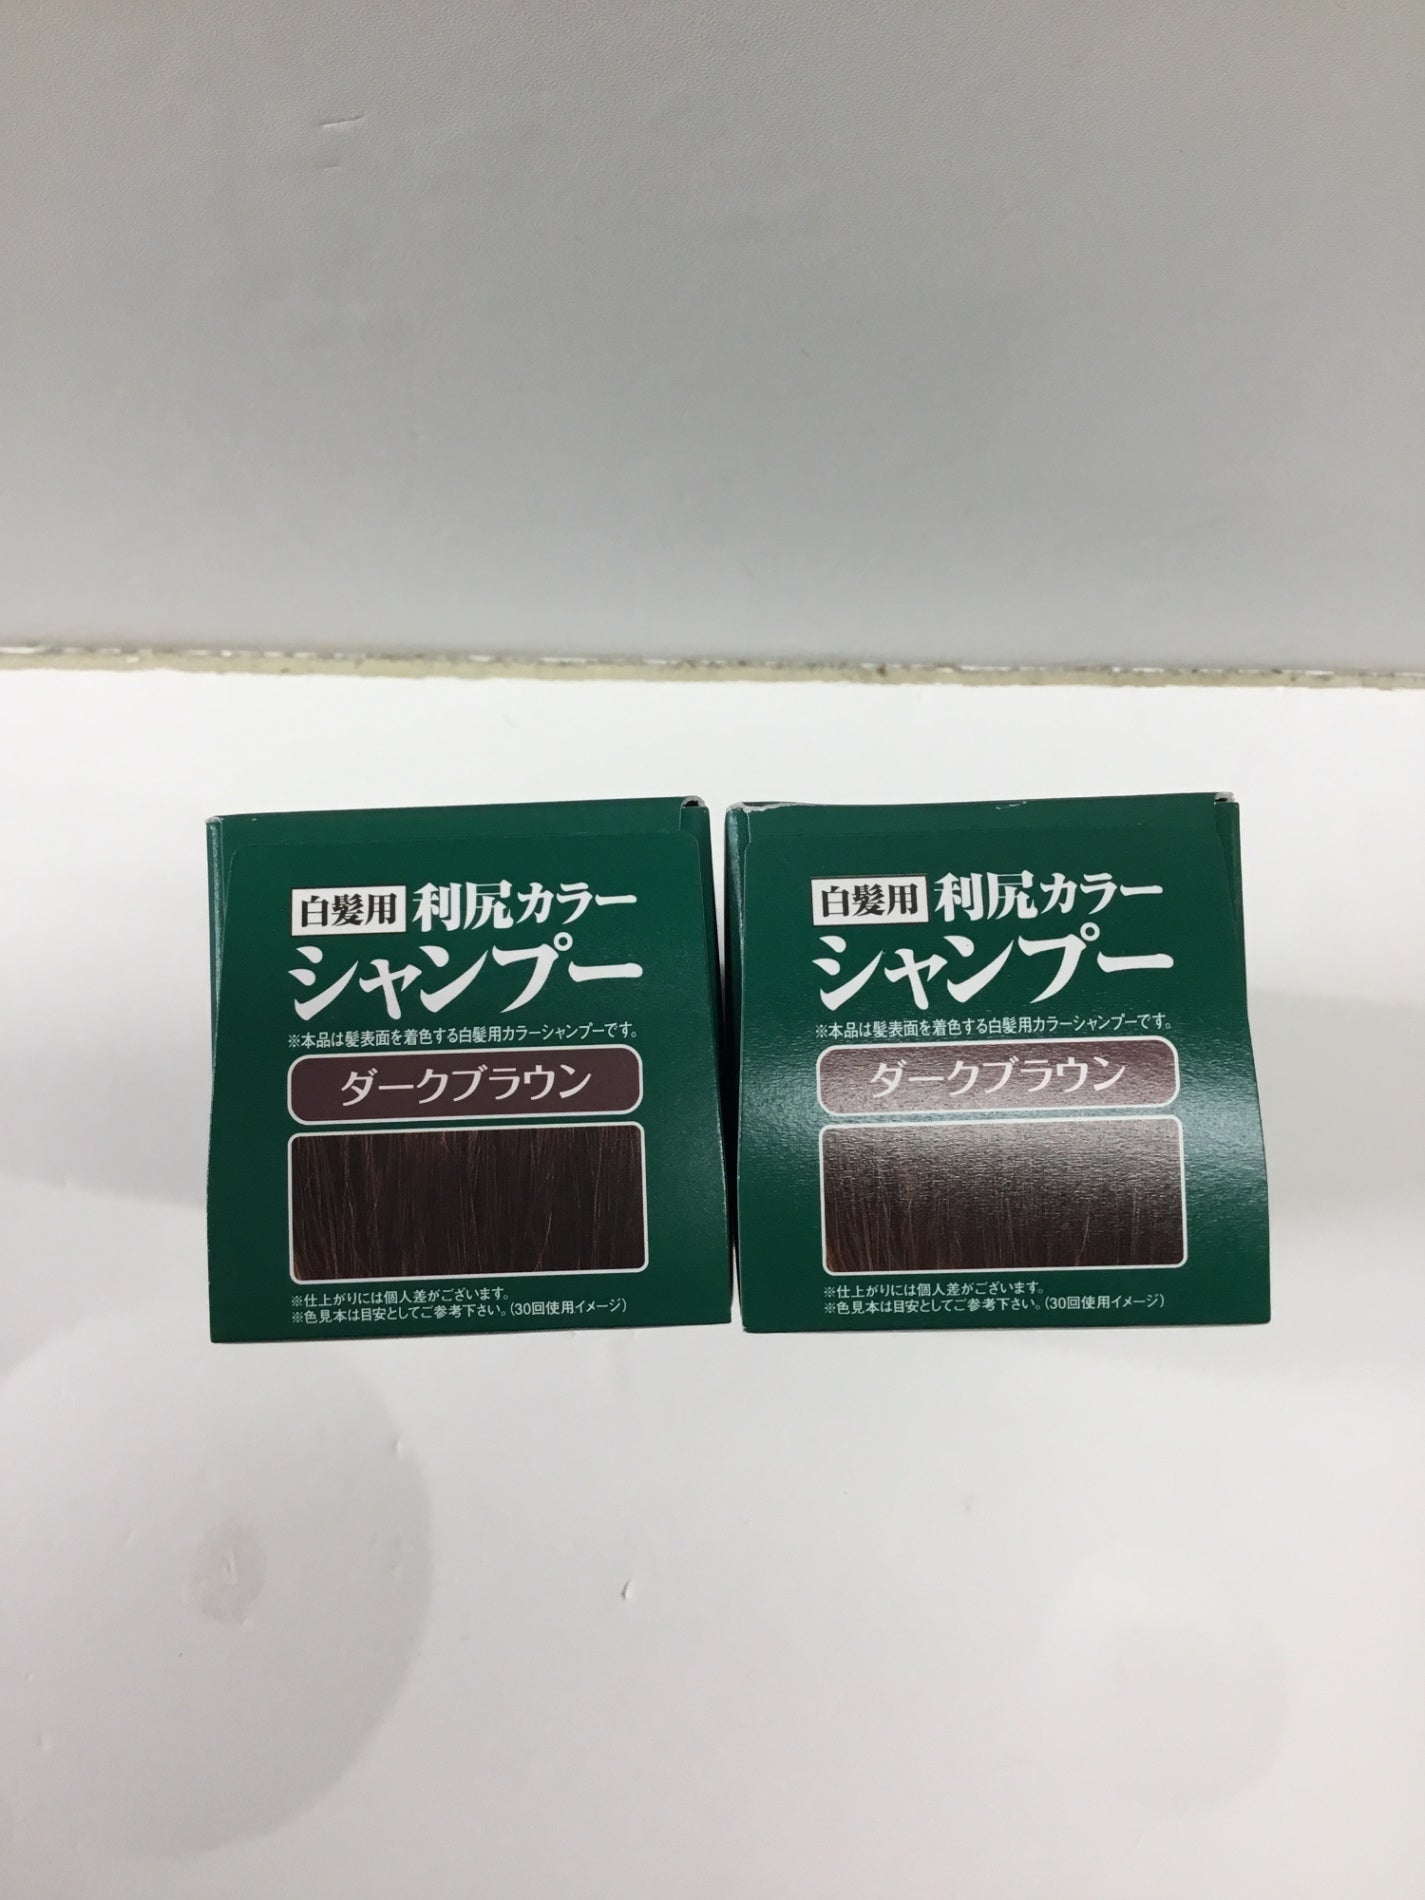 白髪用 利尻カラー
シャンプー
※本品は髪表面を着色する白髪用カラーシャンプーです。
ダークブラウン
※仕上がりには個人差がございます。
※色見本は目安としてご参考下さい。(30回使用イメージ)
白髪用 利尻カラー
シャンプー
※本品は髪表面を着色する白髪用カラーシャンプーです。
ダークブラウン
※仕上がりには個人差がございます。
※色見本は目安としてご参考下さい。(30回使用イメージ)